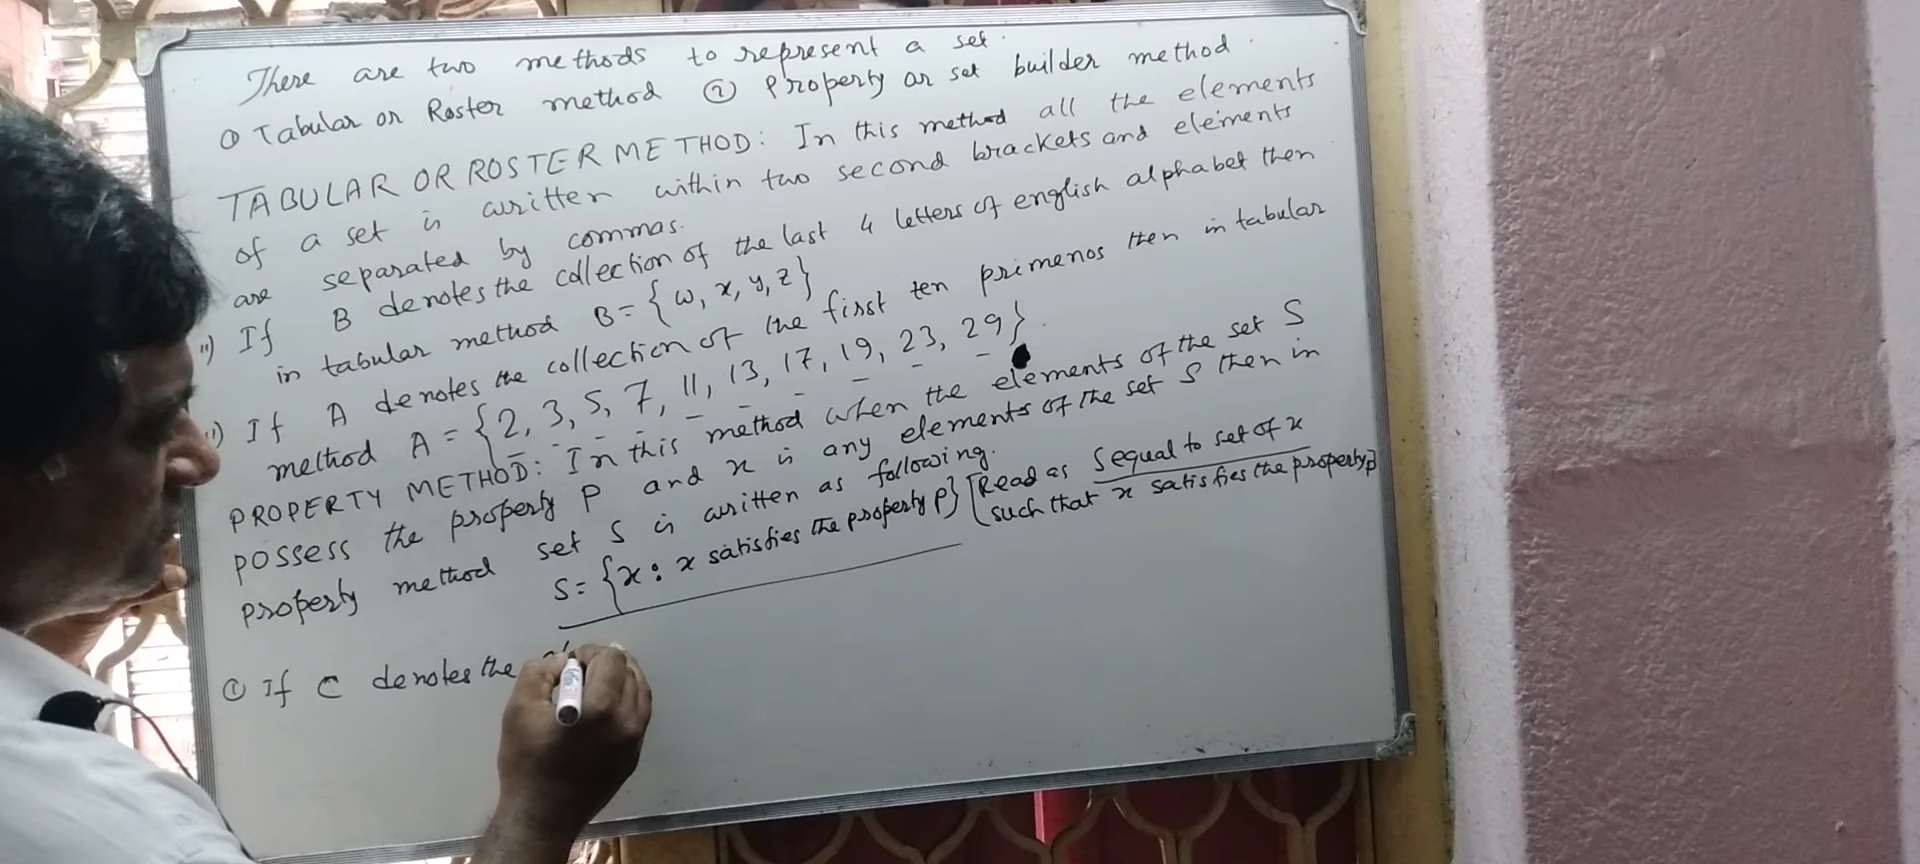 There are two methods to represent a set.
① Tabular or Roster method ② Property or set builder method.
TABULAR OR ROSTER METHOD: In this method all the elements
of a set is written within two second brackets and elements
are separated by commas.
") If B denotes the collection of the last 4 letters of english alphabet then
in tabular method B = {w, x, y, z}
") If A denotes the collection of the first ten primenos then in tabular
method A = {2, 3, 5, 7, 11, 13, 17, 19, 23, 29}.
PROPERTY METHOD: In this method when the elements of the set S
possess the property P and x is any elements of the set S then in
property method set S is written as following.
S = {x : x satisfies the property P} [Read as S equal to set of x
such that x satisfies the property P]
① If C denotes the